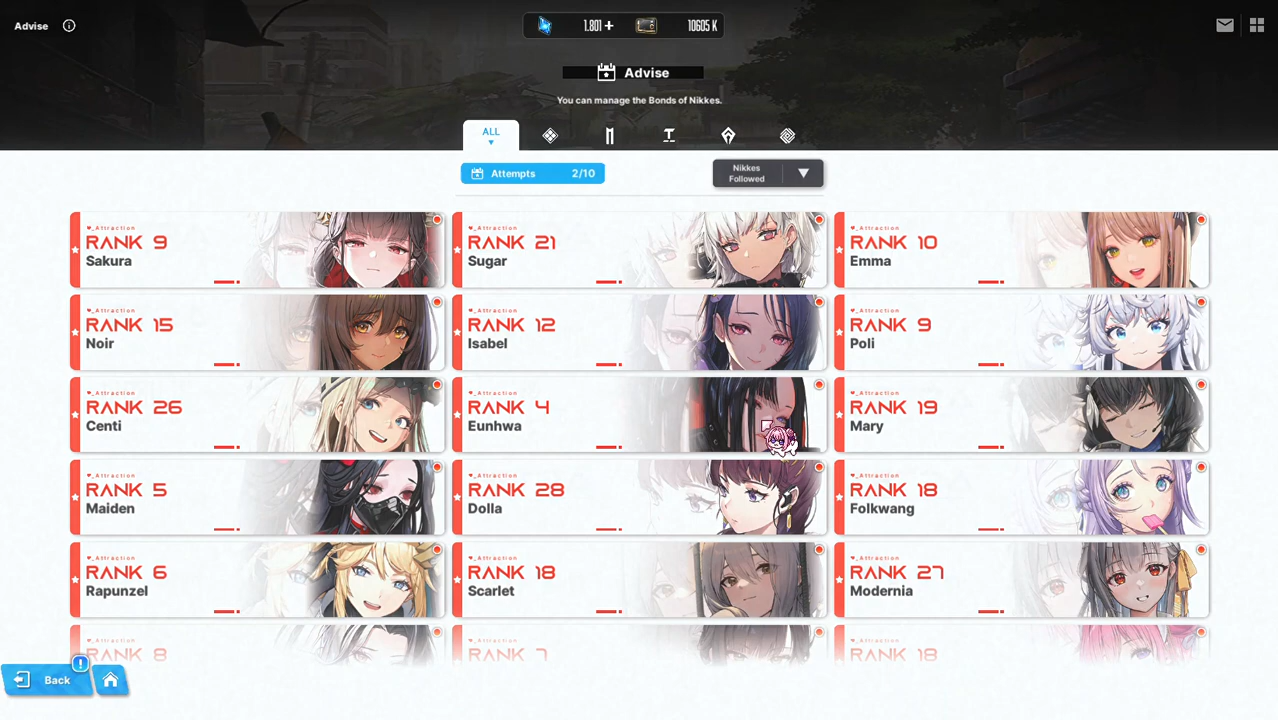 Advise
1.801 +
10605 K
Advise
You can manage the Bonds of Nikkes.
ALL
Attempts 2/10
Nikkes
Followed
Attraction Attraction Attraction
RANK 9 RANK 21 RANK 10
Sakura Sugar Emma
Attraction Attraction Attraction
RANK 15 RANK 12 RANK 9
Noir Isabel Poli
Attraction Attraction Attraction
RANK 26 RANK 4 RANK 19
Centi Eunhwa Mary
Attraction Attraction Attraction
RANK 5 RANK 28 RANK 18
Maiden Dolla Folkwang
Attraction Attraction Attraction
RANK 6 RANK 18 RANK 27
Rapunzel Scarlet Modernia
Attraction Attraction Attraction
RANK 8 RANK 7 RANK 18
Back